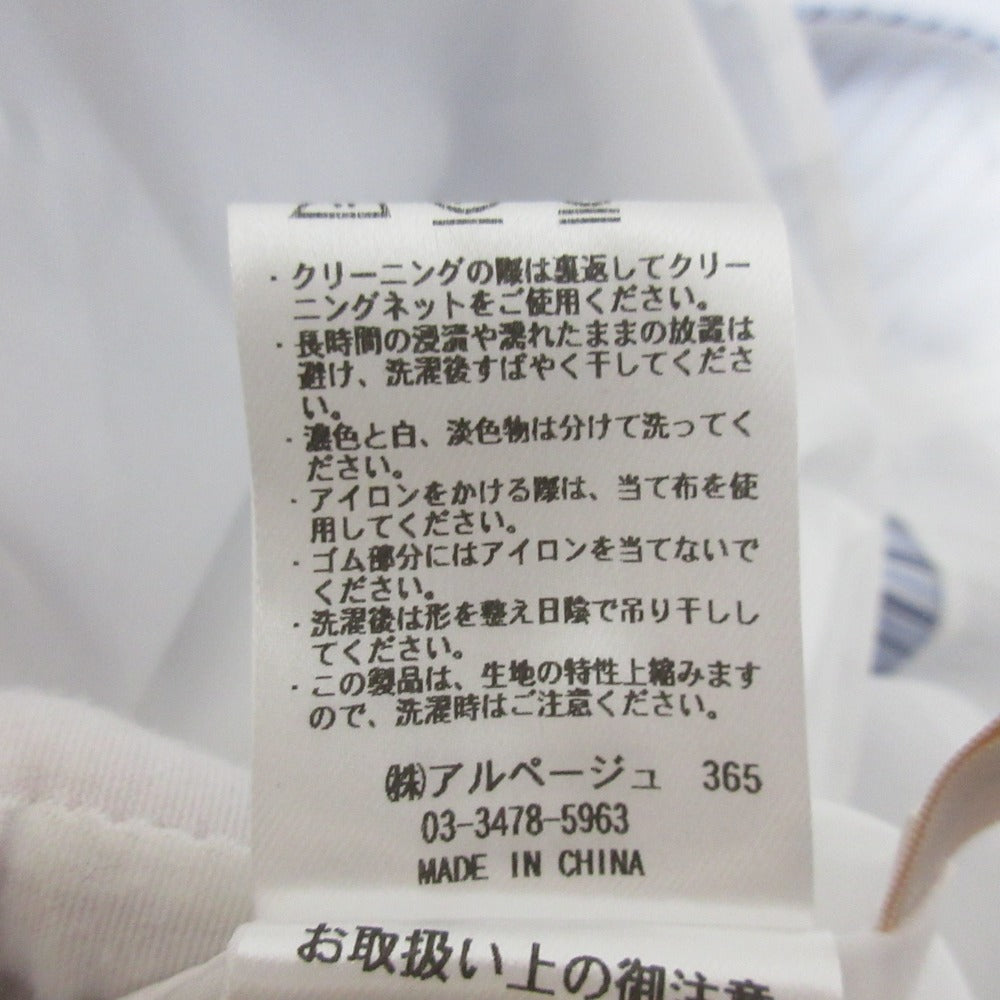 ・クリーニングの際は裏返してクリー
ニングネットをご使用ください。
・長時間の浸漬や濡れたままの放置は
避け、洗濯後すばやく干してくださ
い。
・濃色と白、淡色物は分けて洗ってく
ださい。
・アイロンをかける際は、当て布を使
用してください。
・ゴム部分にはアイロンを当てないで
ください。
・洗濯後は形を整え日陰で吊り干しし
てください。
・この製品は、生地の特性上縮みます
ので、洗濯時はご注意ください。
㈱アルページュ 365
03-3478-5963
MADE IN CHINA
お取扱い上の御注意